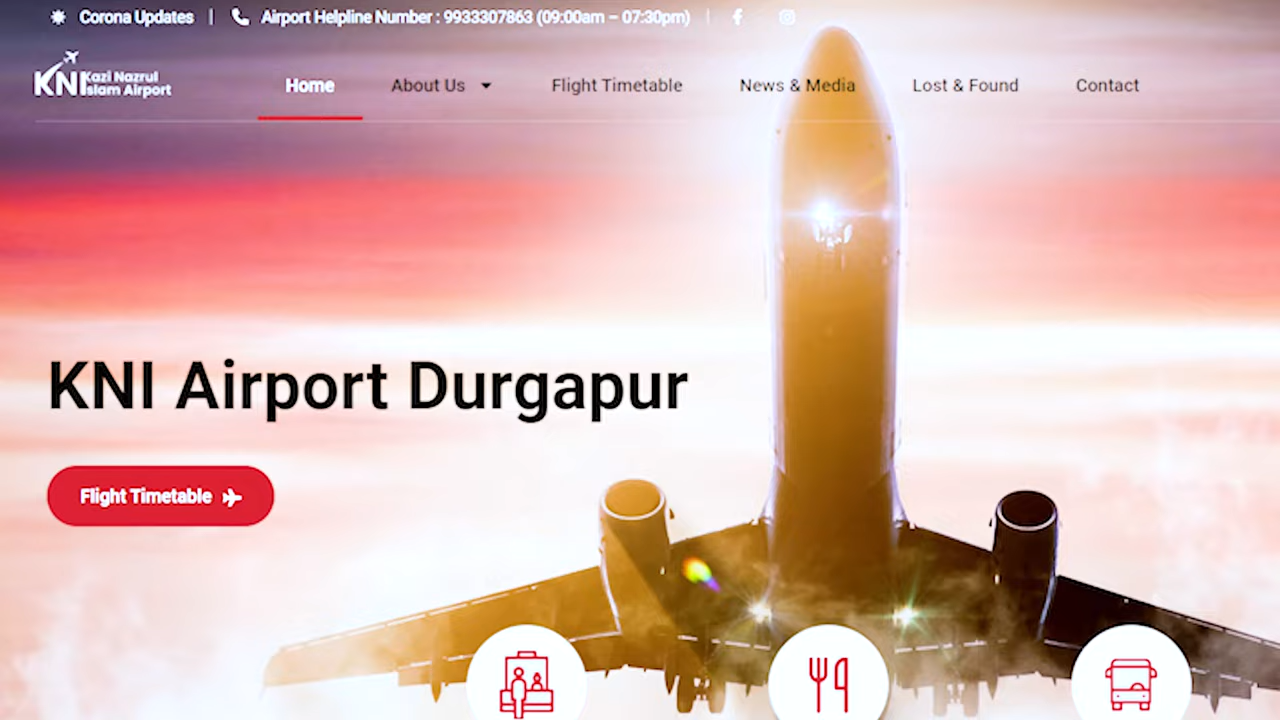 Corona Updates | Airport Helpline Number : 9933307863 (09:00am – 07:30pm) |
KNI Kazi Nazrul Islam Airport
Home About Us Flight Timetable News & Media Lost & Found Contact
KNI Airport Durgapur
Flight Timetable